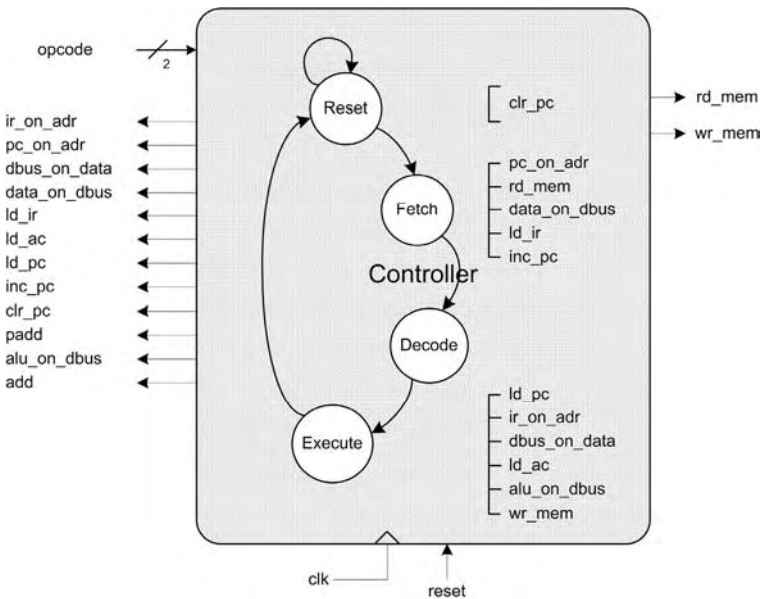 opcode
2
ir_on_adr
pc_on_adr
dbus_on_data
data_on_dbus
ld_ir
ld_ac
ld_pc
inc_pc
clr_pc
padd
alu_on_dbus
add
Reset
Fetch
Controller
Decode
Execute
clr_pc
pc_on_adr
rd_mem
data_on_dbus
ld_ir
inc_pc
ld_pc
ir_on_adr
dbus_on_data
ld_ac
alu_on_dbus
wr_mem
rd_mem
wr_mem
clk
reset